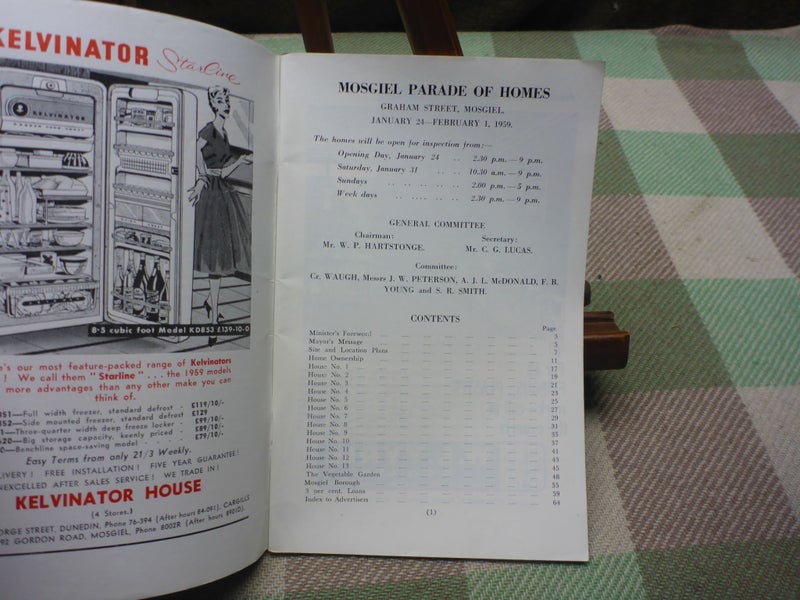 KELVINATOR Starline
KELVINATOR
8·5 cubic foot Model KD853 £139-10-0
's our most feature-packed range of Kelvinators
! We call them "Starline" . . . the 1959 models
more advantages than any other make you can
think of.
851—Full width freezer, standard defrost - £119/10/-
852—Side mounted freezer, standard defrost £129
1—Three-quarter width deep freeze locker - £99/10/-
620—Big storage capacity, keenly priced - £89/10/-
0—Benchline space-saving model - - - £79/10/-
Easy Terms from only 21/3 Weekly.
LIVERY! FREE INSTALLATION! FIVE YEAR GUARANTEE!
NEXCELLED AFTER SALES SERVICE! WE TRADE IN!
KELVINATOR HOUSE
(4 Stores.)
ORGE STREET, DUNEDIN, Phone 76-394 (After hours 84-091), CARGILLS
92 GORDON ROAD, MOSGIEL, Phone 8002R (After hours 8901D).
MOSGIEL PARADE OF HOMES
GRAHAM STREET, MOSGIEL.
JANUARY 24—FEBRUARY 1, 1959.
The homes will be open for inspection from:—
Opening Day, January 24 .. 2.30 p.m.—9 p.m.
Saturday, January 31 .. .. 10.30 a.m.—9 p.m.
Sundays .. .. .. .. .. 2.00 p.m.—5 p.m.
Week days .. .. .. .. 2.30 p.m.—9 p.m.
GENERAL COMMITTEE
Chairman: Secretary:
Mr. W. P. HARTSTONGE. Mr. C. G. LUCAS.
Committee:
Cr. WAUGH, Messrs J. W. PETERSON, A. J. L. McDONALD, F. B.
YOUNG and S. R. SMITH.
CONTENTS
Page
Minister's Foreword 3
Mayor's Message 3
Site and Location Plans 7
Home Ownership 11
House No. 1 17
House No. 2 19
House No. 3 21
House No. 4 23
House No. 5 25
House No. 6 27
House No. 7 29
House No. 8 31
House No. 9 35
House No. 10 37
House No. 11 41
House No. 12 43
House No. 13 45
The Vegetable Garden 48
Mosgiel Borough 55
3 per cent. Loans 59
Index to Advertisers 64
(1)